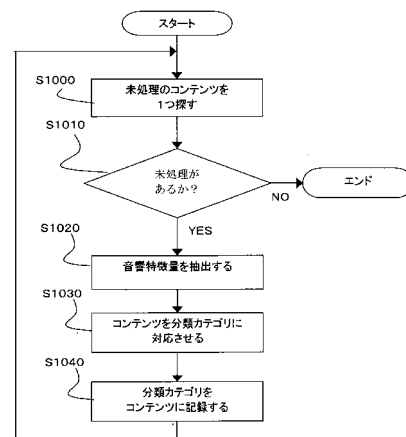 スタート
S1000
未処理のコンテンツを
1つ探す
S1010
未処理が
あるか？
エンド
NO
YES
S1020
音響特徴量を抽出する
S1030
コンテンツを分類カテゴリに
対応させる
S1040
分類カテゴリを
コンテンツに記録する